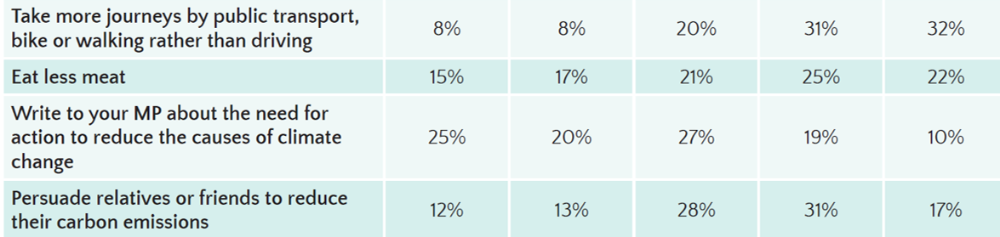 Take more journeys by public transport,
bike or walking rather than driving
8% 8% 20% 31% 32%
Eat less meat 15% 17% 21% 25% 22%
Write to your MP about the need for
action to reduce the causes of climate
change
25% 20% 27% 19% 10%
Persuade relatives or friends to reduce
their carbon emissions
12% 13% 28% 31% 17%